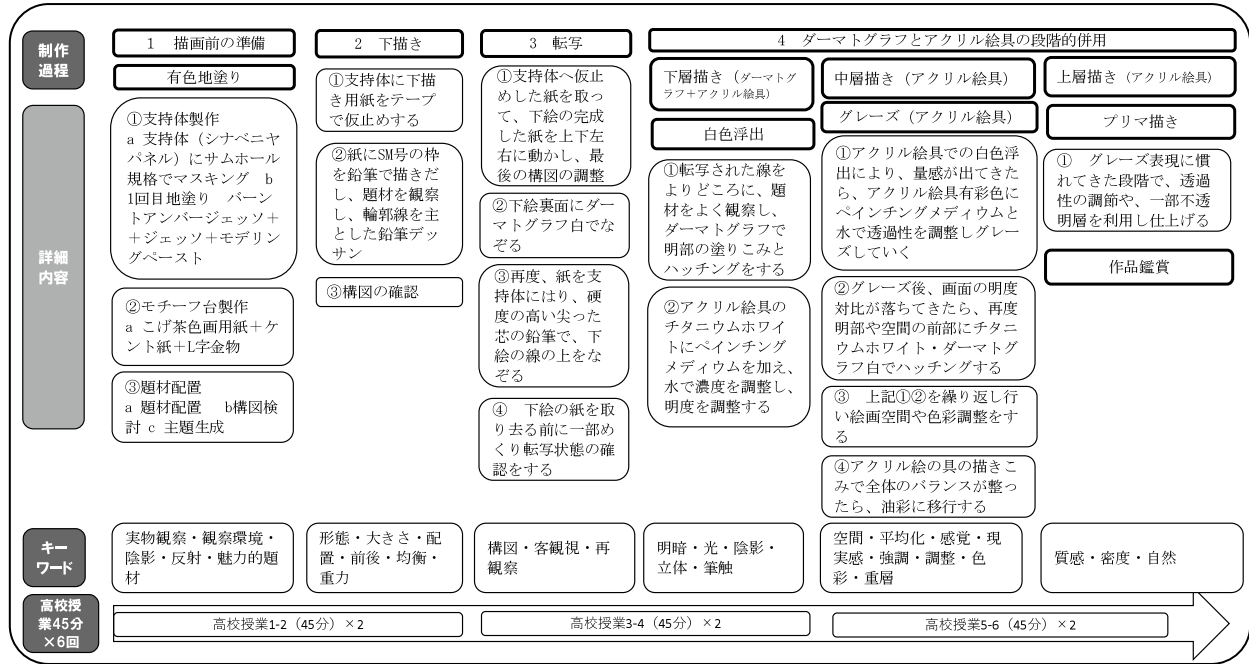 制作
過程
1 描画前の準備
有色地塗り
2 下描き
3 転写
4 ダーマトグラフとアクリル絵具の段階的併用
下層描き(ダーマトグ
ラフ+アクリル絵具)
白色浮出
中層描き(アクリル絵具)
グレーズ(アクリル絵具)
上層描き(アクリル絵具)
プリマ描き
詳細
内容
①支持体製作
a 支持体(シナベニヤ
パネル)にサムホール
規格でマスキング b
1回目地塗り バーン
トアンバージェッソ+
+ジェッソ+モデリン
グペースト
②モチーフ台製作
a こげ茶色画用紙+ケ
ント紙+L字金物
③題材配置
a 題材配置 b構図検
討 c 主題生成
①支持体に下描
き用紙をテープ
で仮止めする
②紙にSM号の枠
を鉛筆で描きだ
し、題材を観察
し、輪郭線を主
とした鉛筆デッ
サン
③構図の確認
①支持体へ仮止
めした紙を取っ
て、下絵の完成
した紙を上下左
右に動かし、最
後の構図の調整
②下絵裏面にダー
マトグラフ白でな
ぞる
③再度、紙を支
持体にはり、硬
度の高い尖った
芯の鉛筆で、下
絵の線の上をな
ぞる
④ 下絵の紙を取
り去る前に一部め
くり転写状態の確
認をする
①転写された線を
よりどころに、題
材をよく観察し、
ダーマトグラフで
明部の塗りこみと
ハッチングをする
②アクリル絵具の
チタニウムホワイ
トにペインチング
メディウムを加え、
水で濃度を調整し、
明度を調整する
①アクリル絵具での白色浮
出により、量感が出てきた
ら、アクリル絵具有彩色に
ペインチングメディウムと
水で透過性を調整しグレー
ズしていく
②グレーズ後、画面の明度
対比が落ちてきたら、再度
明部や空間の前部にチタニ
ウムホワイト・ダーマトグ
ラフ白でハッチングする
③ 上記①②を繰り返し行
い絵画空間や色彩調整をす
る
④アクリル絵の具の描きこ
みで全体のバランスが整っ
たら、油彩に移行する
① グレーズ表現に慣
れてきた段階で、透過
性の調節や、一部不透
明層を利用し仕上げる
作品鑑賞
キー
ワード
実物観察・観察環境・
陰影・反射・魅力的題
材
形態・大きさ・配
置・前後・均衡・
重力
構図・客観視・再
観察
明暗・光・陰影・
立体・筆触
空間・平均化・感覚・現
実感・強調・調整・色
彩・重層
質感・密度・自然
高校授
業45分
×6回
高校授業1-2(45分)×2
高校授業3-4(45分)×2
高校授業5-6(45分)×2